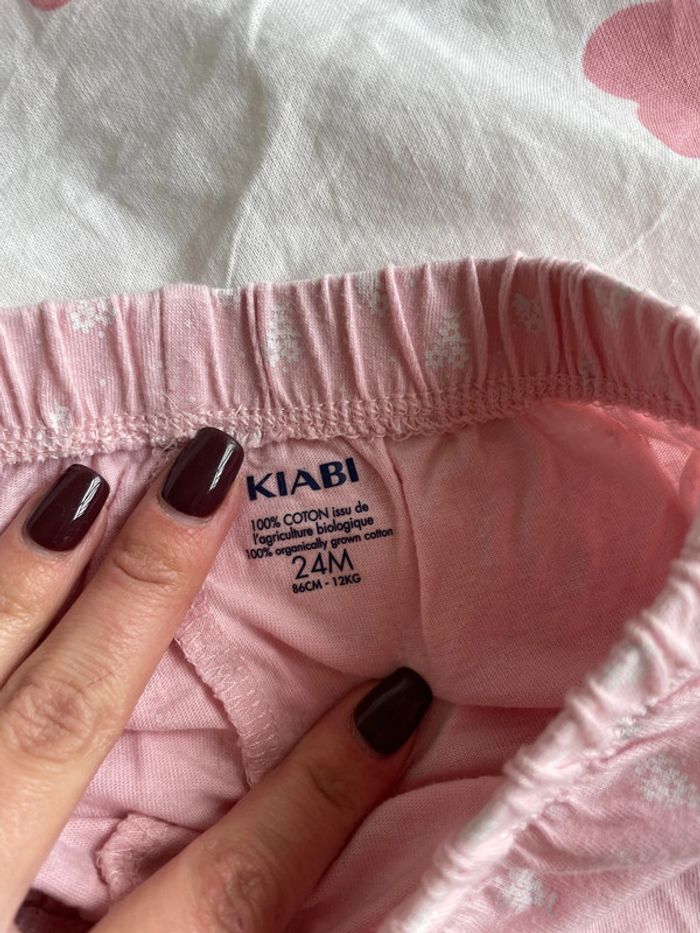 KIABI
100% COTON issu de
l'agriculture biologique
100% organically grown cotton
24M
86CM - 12KG